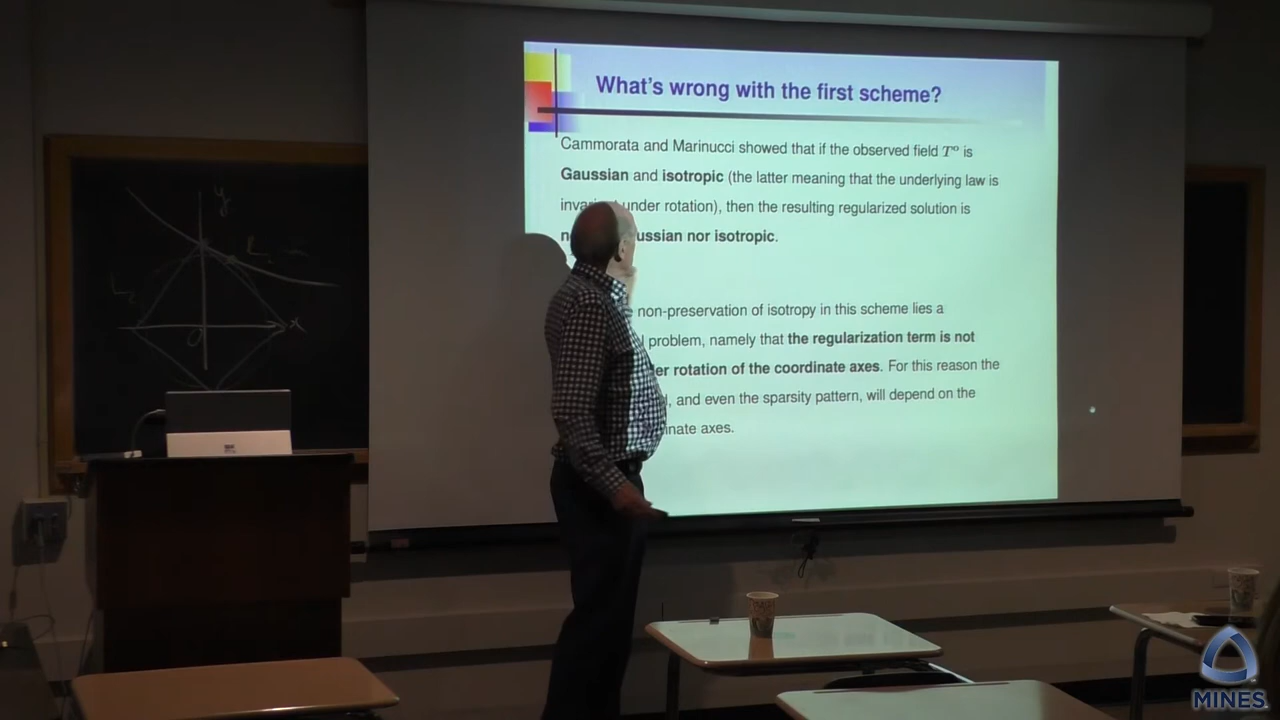 What's wrong with the first scheme?
Cammorata and Marinucci showed that if the observed field T° is
Gaussian and isotropic (the latter meaning that the underlying law is
under rotation), then the resulting regularized solution is
nor isotropic.
non-preservation of isotropy in this scheme lies a
problem, namely that the regularization term is not
rotation of the coordinate axes. For this reason the
, and even the sparsity pattern, will depend on the
axes.
y
x
MINES